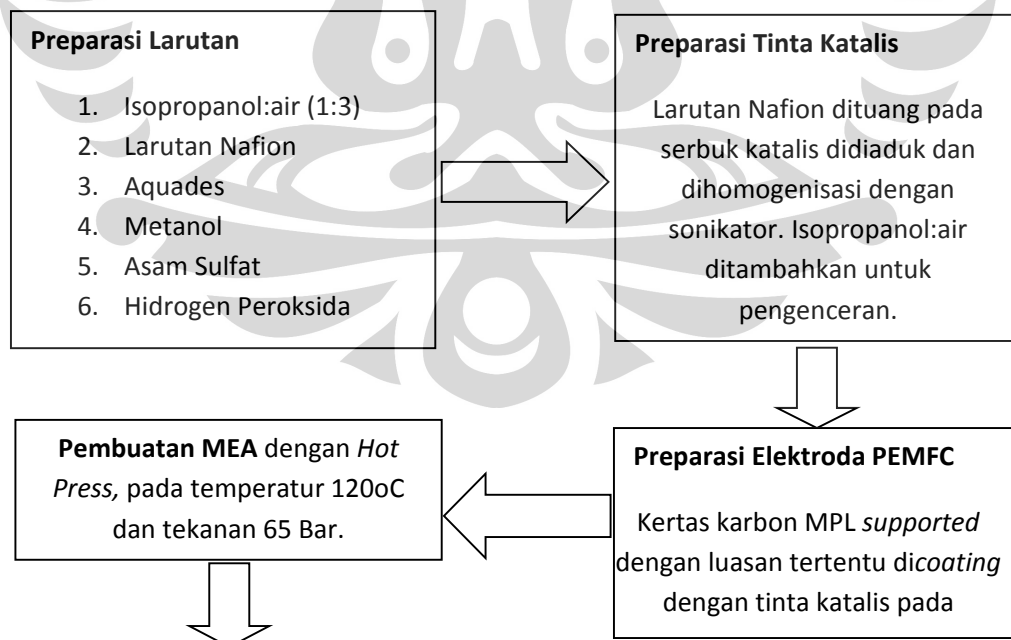 Preparasi Larutan
1. Isopropanol:air (1:3)
2. Larutan Nafion
3. Aquades
4. Metanol
5. Asam Sulfat
6. Hidrogen Peroksida
Preparasi Tinta Katalis
Larutan Nafion dituang pada
serbuk katalis didiaduk dan
dihomogenisasi dengan
sonikator. Isopropanol:air
ditambahkan untuk
pengenceran.
Preparasi Elektroda PEMFC
Kertas karbon MPL supported
dengan luasan tertentu dicoating
dengan tinta katalis pada
Pembuatan MEA dengan Hot
Press, pada temperatur 120oC
dan tekanan 65 Bar.